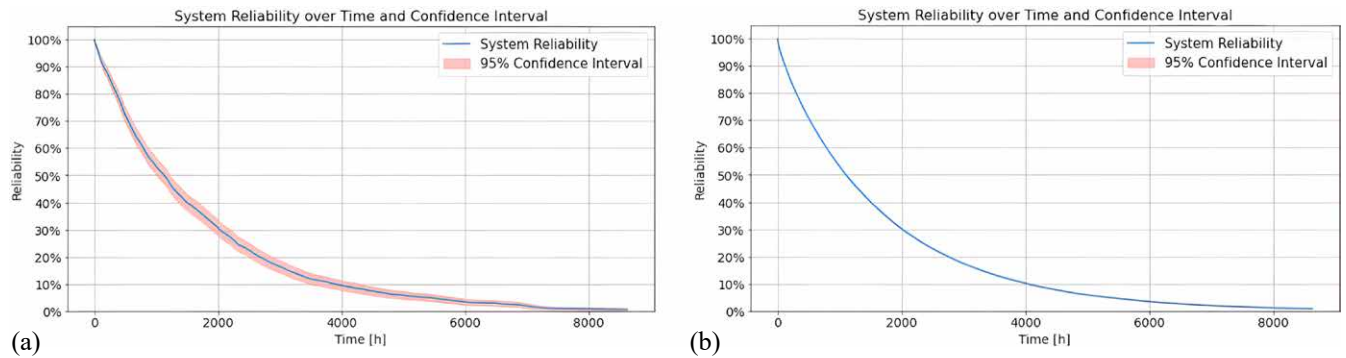 System Reliability over Time and Confidence Interval
System Reliability
95% Confidence Interval
100%
90%
80%
70%
60%
50%
40%
30%
20%
10%
0%
Reliability
0 2000 4000 6000 8000
Time [h]
(a)
System Reliability over Time and Confidence Interval
System Reliability
95% Confidence Interval
100%
90%
80%
70%
60%
50%
40%
30%
20%
10%
0%
Reliability
0 2000 4000 6000 8000
Time [h]
(b)